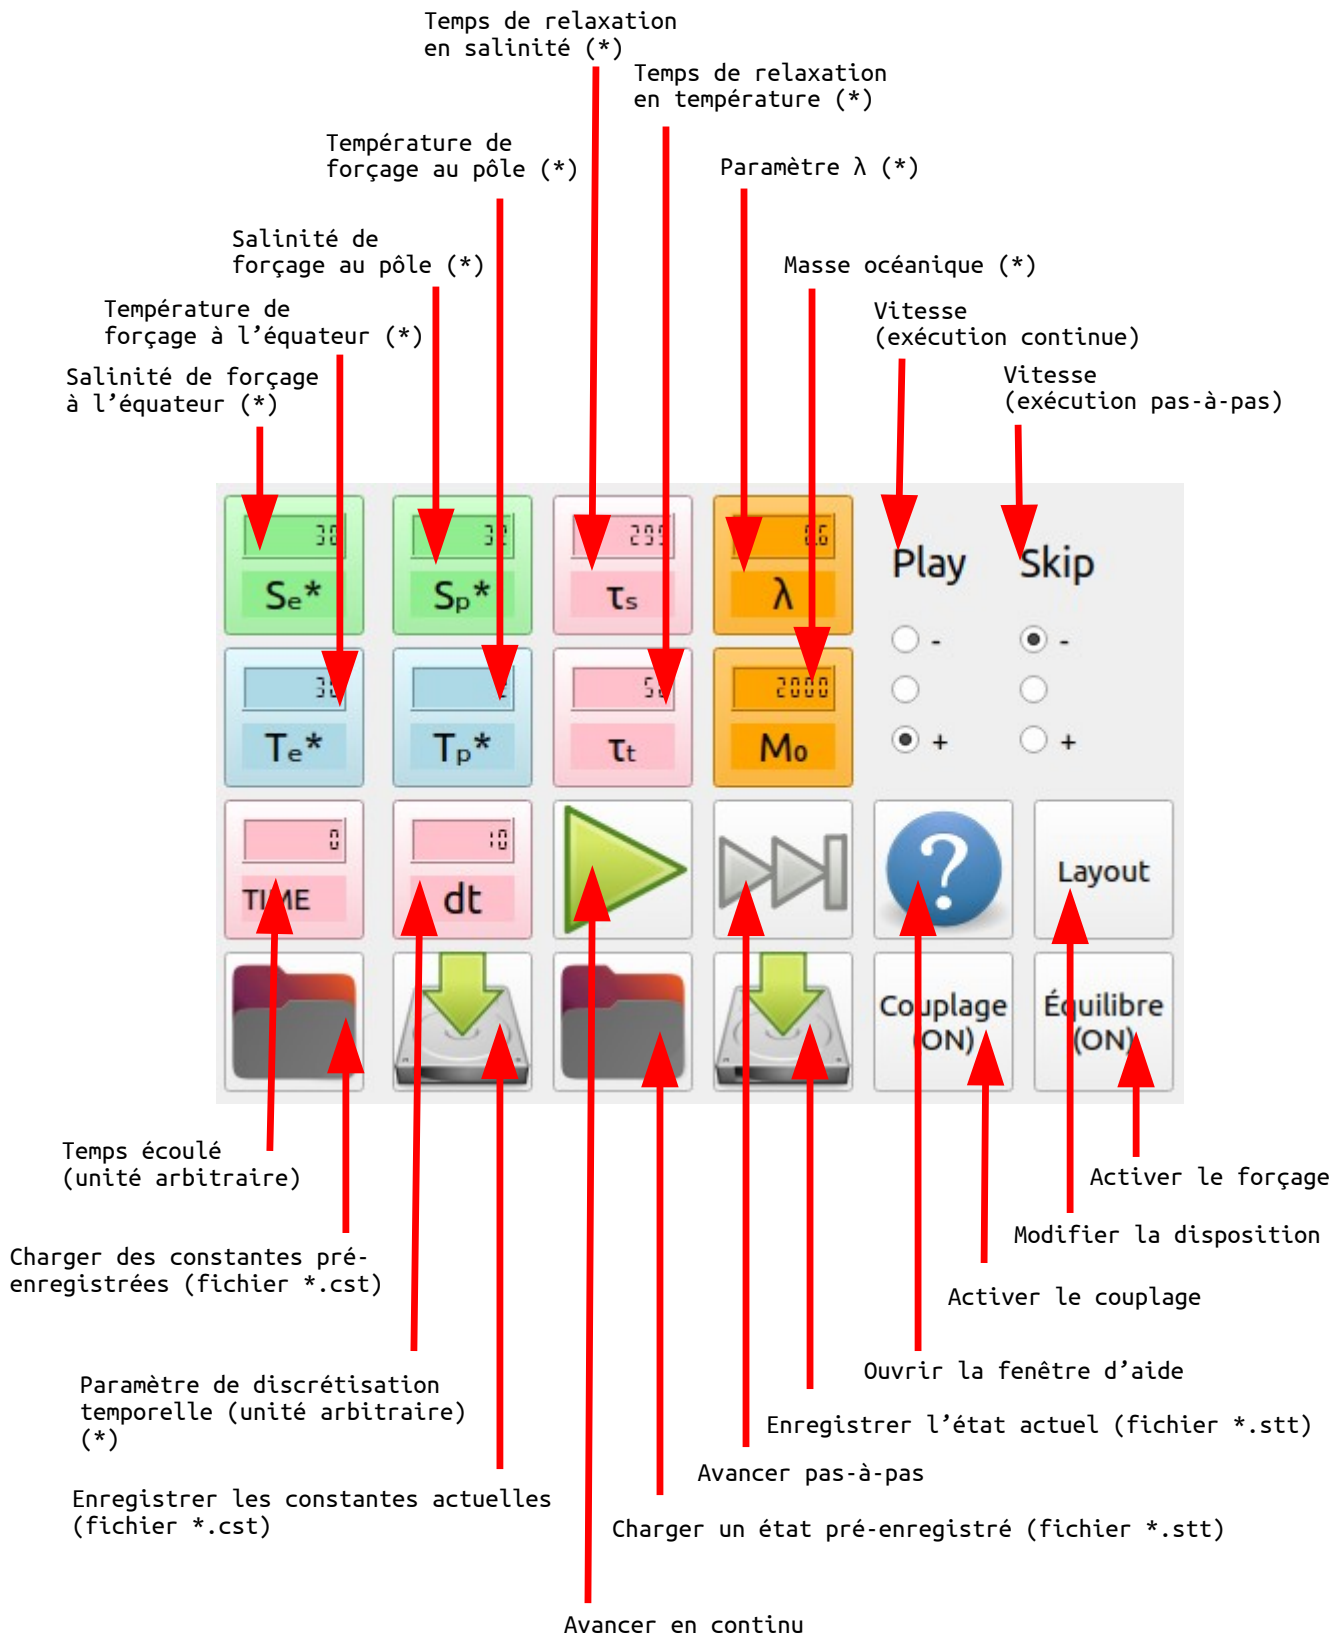 Temps de relaxation
en salinité (*)
Temps de relaxation
en température (*)
Température de
forçage au pôle (*)
Paramètre λ (*)
Salinité de
forçage au pôle (*)
Masse océanique (*)
Température de
forçage à l’équateur (*)
Vitesse
(exécution continue)
Salinité de forçage
à l’équateur (*)
Vitesse
(exécution pas-à-pas)
Se*
Sp*
τs
λ
Play
Skip
-
-
2000
Te*
Tp*
τt
M0
+
+
0
10
TIME
dt
?
Layout
Couplage
(ON)
Équilibre
(ON)
Temps écoulé
(unité arbitraire)
Activer le forçage
Modifier la disposition
Charger des constantes pré-
enregistrées (fichier *.cst)
Activer le couplage
Ouvrir la fenêtre d’aide
Paramètre de discrétisation
temporelle (unité arbitraire)
(*)
Enregistrer l’état actuel (fichier *.stt)
Avancer pas-à-pas
Enregistrer les constantes actuelles
(fichier *.cst)
Charger un état pré-enregistré (fichier *.stt)
Avancer en continu